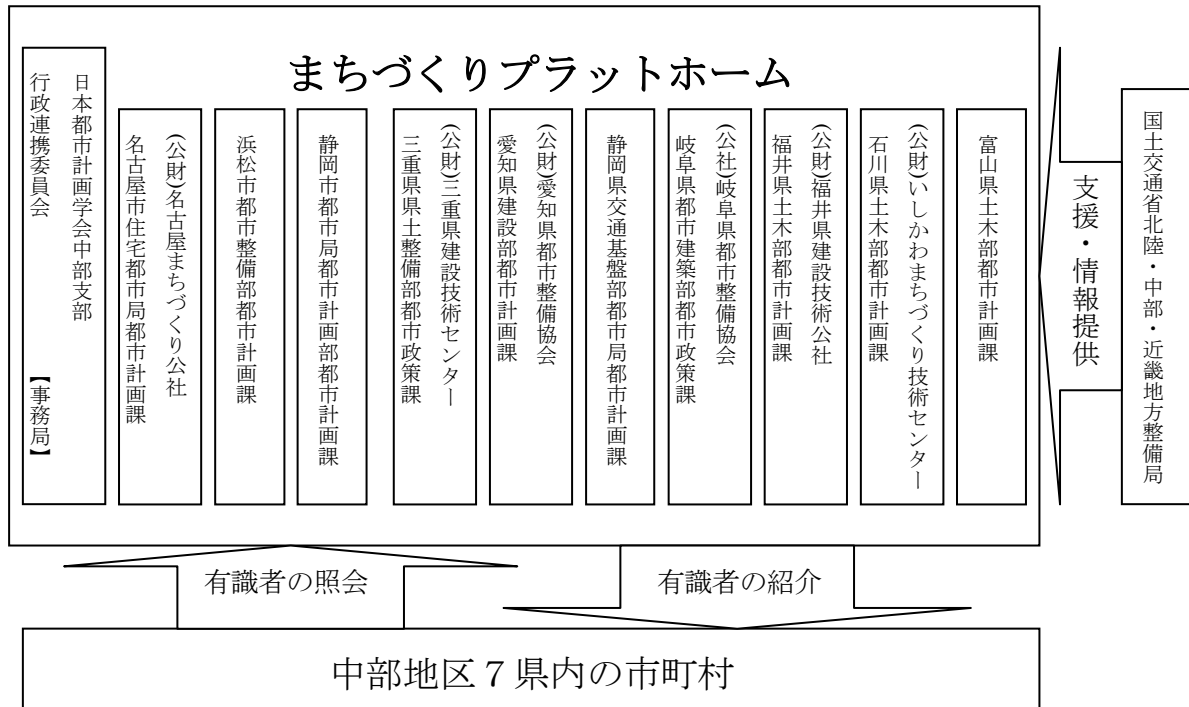 まちづくりプラットホーム
富山県土木部都市計画課
(公財)いしかわまちづくり技術センター
石川県土木部都市計画課
(公財)福井県建設技術公社
福井県土木部都市計画課
(公社)岐阜県都市整備協会
岐阜県都市建築部都市政策課
静岡県交通基盤部都市局都市計画課
(公財)愛知県都市整備協会
愛知県建設部都市計画課
(公財)三重県建設技術センター
三重県県土整備部都市政策課
静岡市都市局都市計画部都市計画課
浜松市都市整備部都市計画課
(公財)名古屋まちづくり公社
名古屋市住宅都市局都市計画課
日本都市計画学会中部支部
行政連携委員会 【事務局】
支援・情報提供
国土交通省北陸・中部・近畿地方整備局
有識者の照会
有識者の紹介
中部地区７県内の市町村